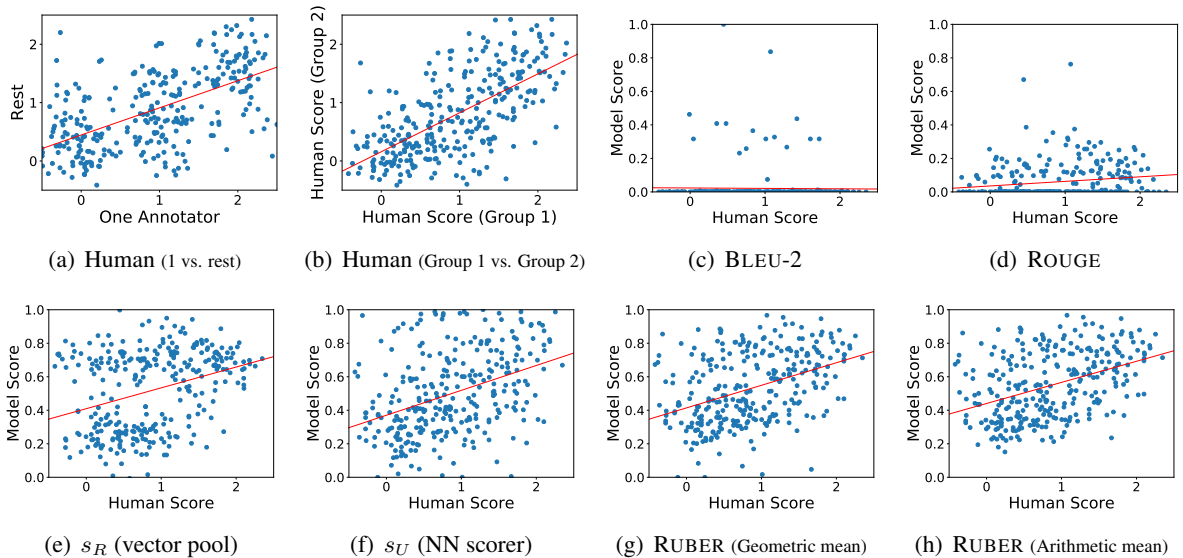 2
1
0
Rest
0 1 2
One Annotator
(a) Human (1 vs. rest)
2
1
0
Human Score (Group 2)
0 1 2
Human Score (Group 1)
(b) Human (Group 1 vs. Group 2)
1.0
0.8
0.6
0.4
0.2
0.0
Model Score
0 1 2
Human Score
(c) BLEU-2
1.0
0.8
0.6
0.4
0.2
0.0
Model Score
0 1 2
Human Score
(d) ROUGE
1.0
0.8
0.6
0.4
0.2
0.0
Model Score
0 1 2
Human Score
(e) s_R (vector pool)
1.0
0.8
0.6
0.4
0.2
0.0
Model Score
0 1 2
Human Score
(f) s_U (NN scorer)
1.0
0.8
0.6
0.4
0.2
0.0
Model Score
0 1 2
Human Score
(g) RUBER (Geometric mean)
1.0
0.8
0.6
0.4
0.2
0.0
Model Score
0 1 2
Human Score
(h) RUBER (Arithmetic mean)